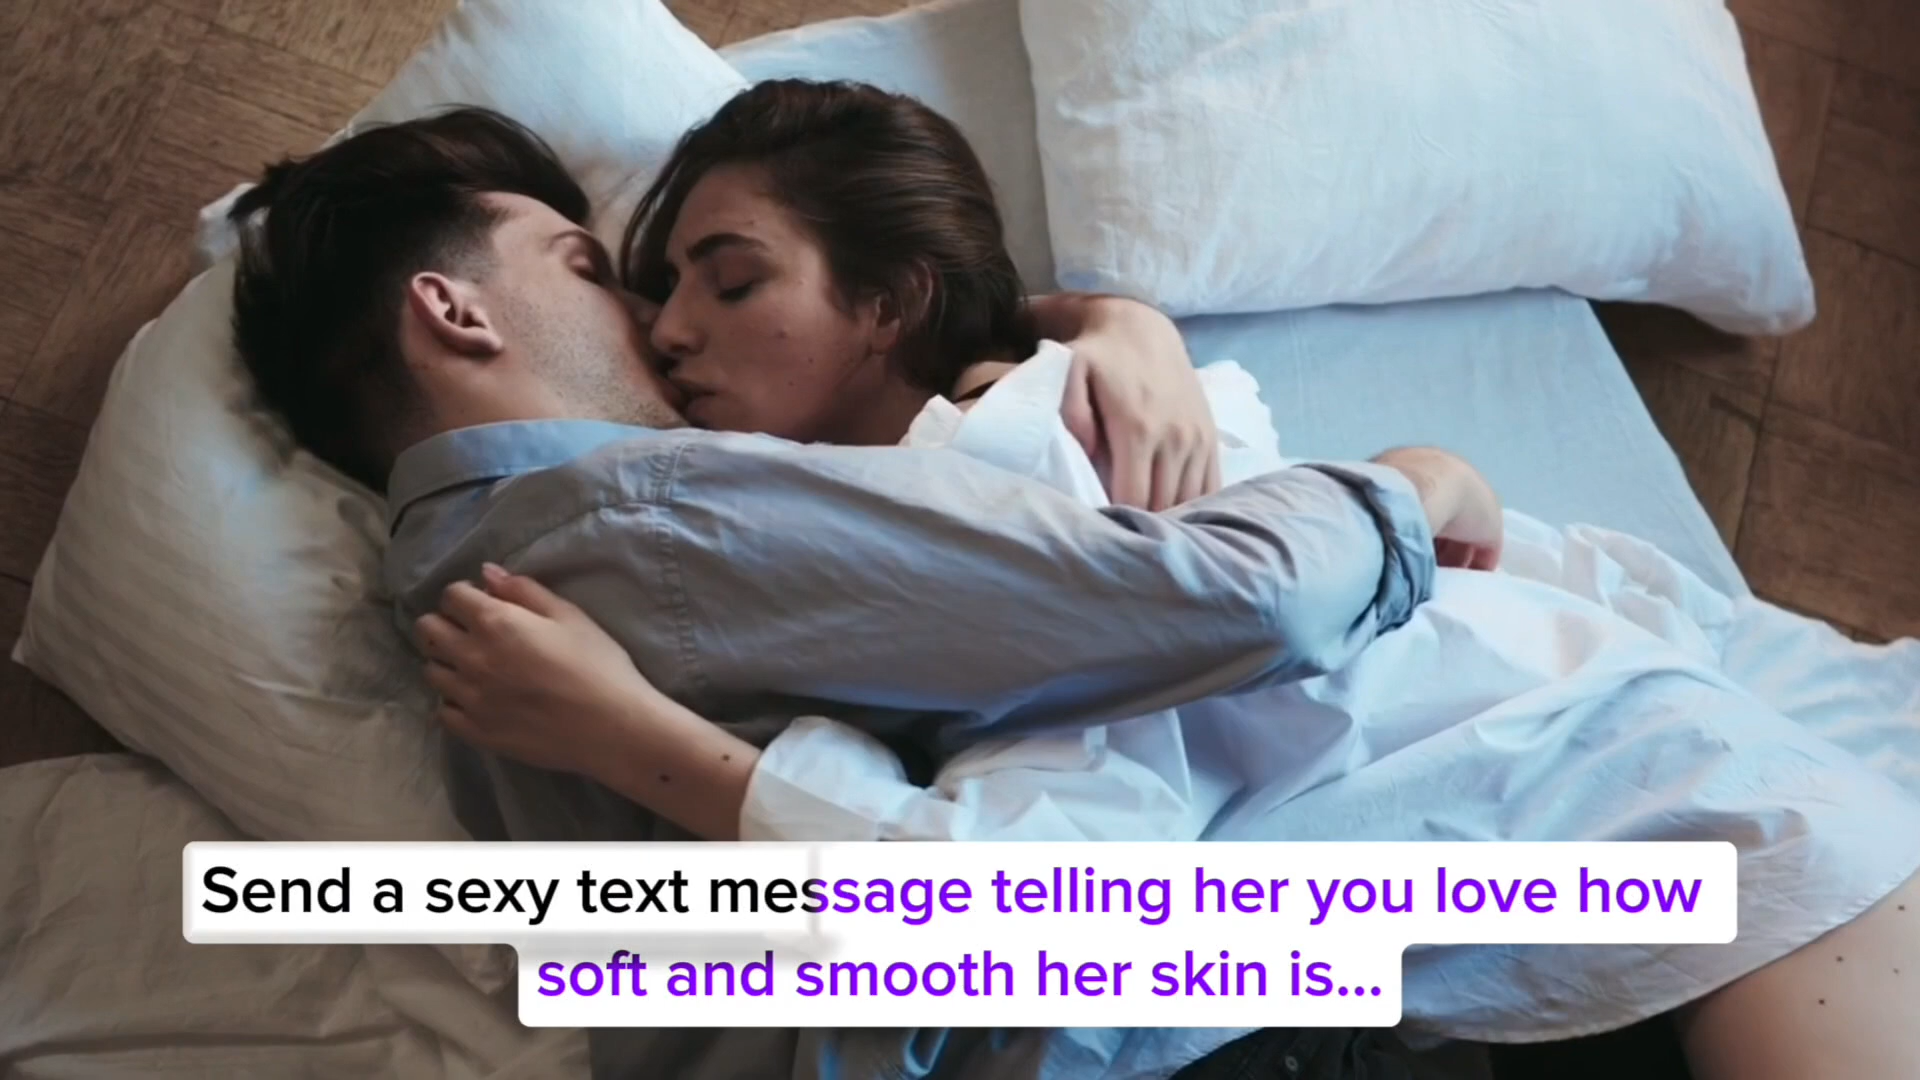 Send a sexy text message telling her you love how
soft and smooth her skin is...